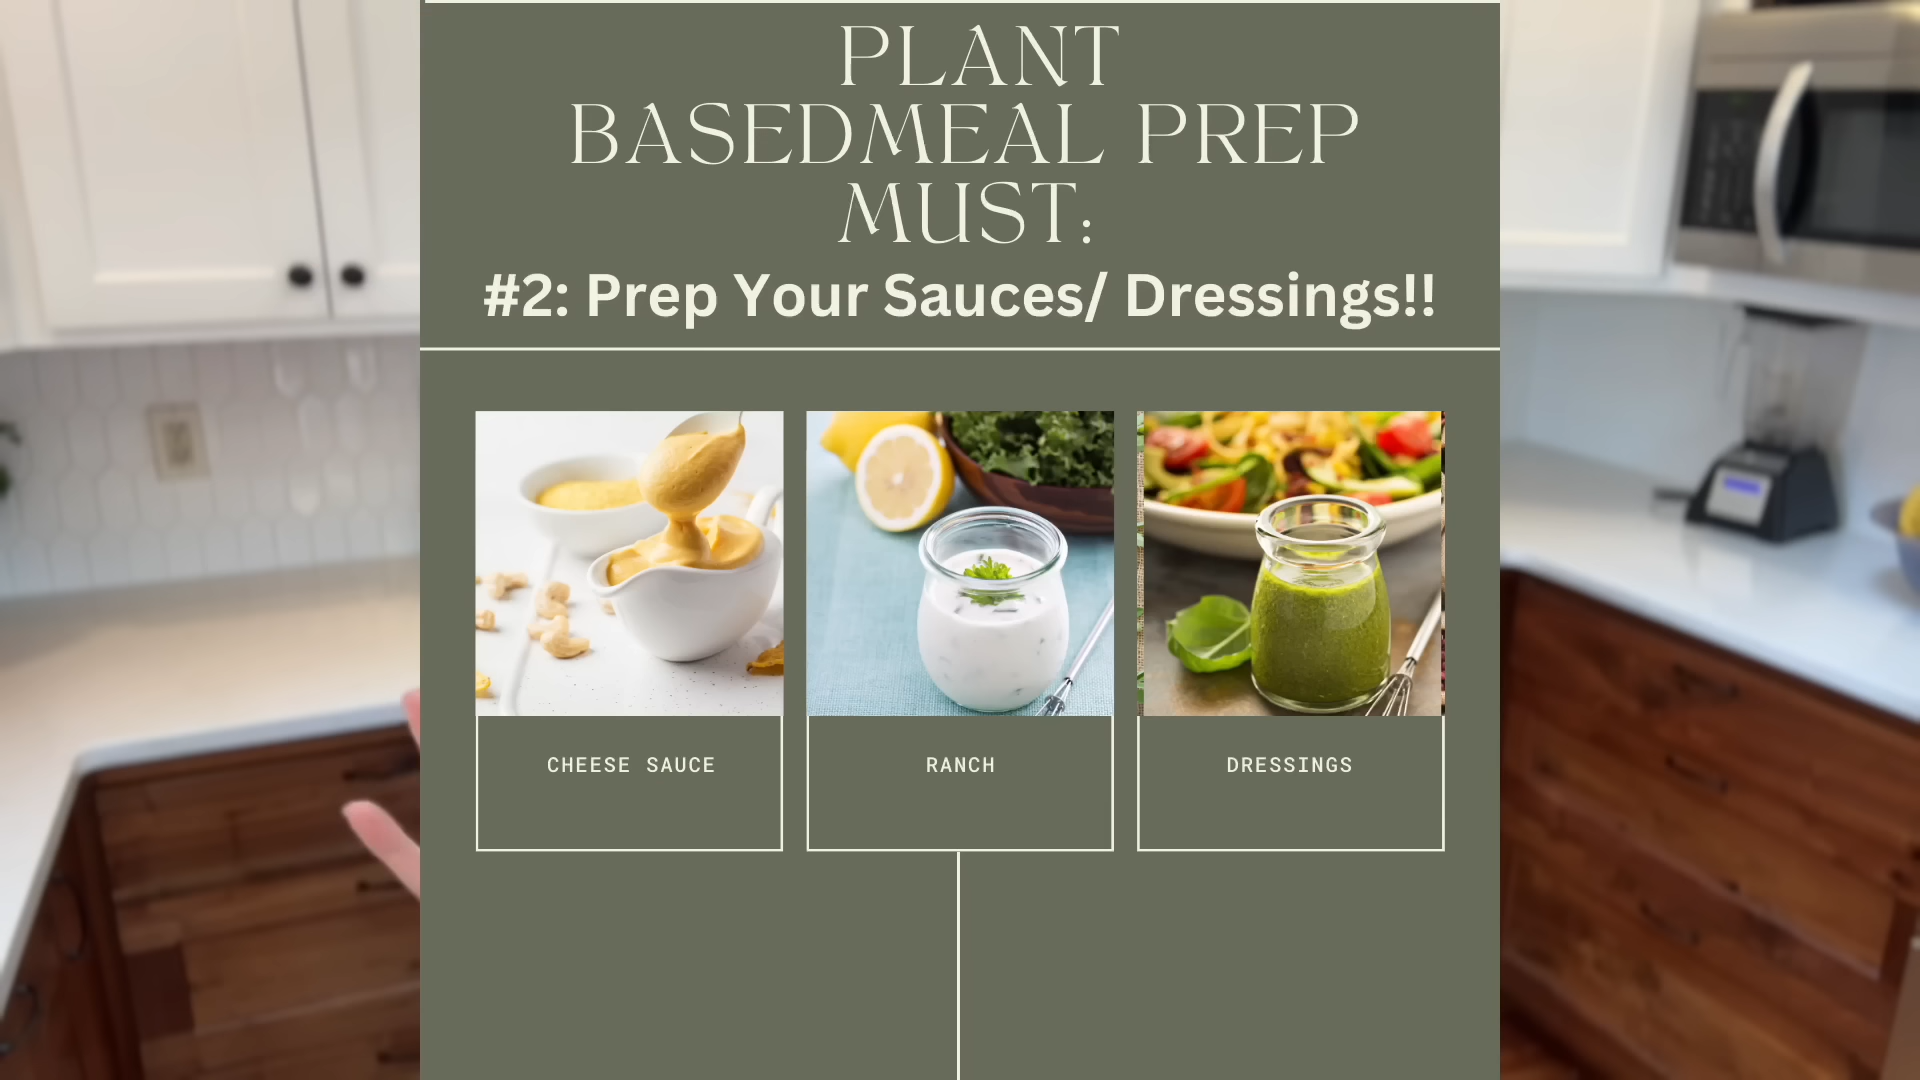 PLANT
BASEDMEAL PREP
MUST:
#2: Prep Your Sauces/ Dressings!!
CHEESE SAUCE
RANCH
DRESSINGS